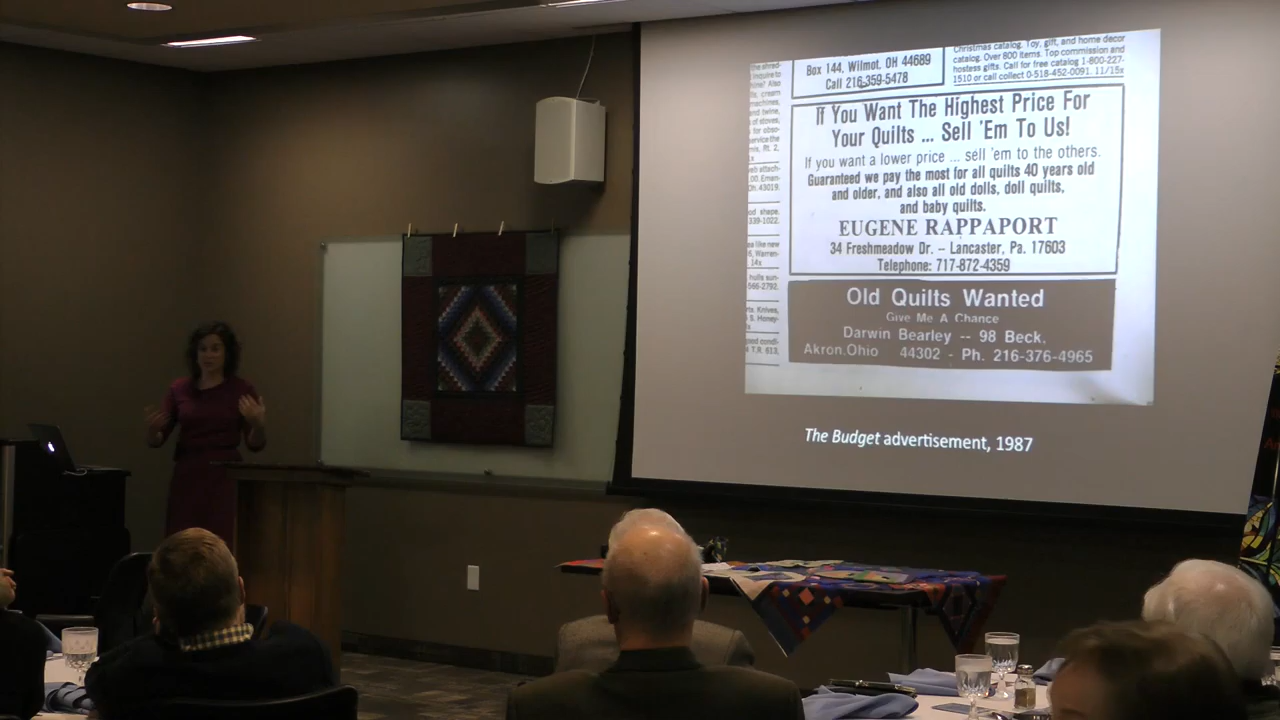 Box 144, Wilmot, OH 44689
Call 216-359-5478
Christmas catalog. Toy, gift, and home decor
catalog. Over 800 items. Top commission and
hostess gifts. Call for free catalog 1-800-227-
1510 or call collect 0-518-452-0091. 11/15x
If You Want The Highest Price For
Your Quilts ... Sell 'Em To Us!
If you want a lower price ... sell 'em to the others.
Guaranteed we pay the most for all quilts 40 years old
and older, and also all old dolls, doll quilts,
and baby quilts.
EUGENE RAPPAPORT
34 Freshmeadow Dr. – Lancaster, Pa. 17603
Telephone: 717-872-4359
Old Quilts Wanted
Give Me A Chance
Darwin Bearley -- 98 Beck,
Akron,Ohio 44302 - Ph. 216-376-4965
The Budget advertisement, 1987